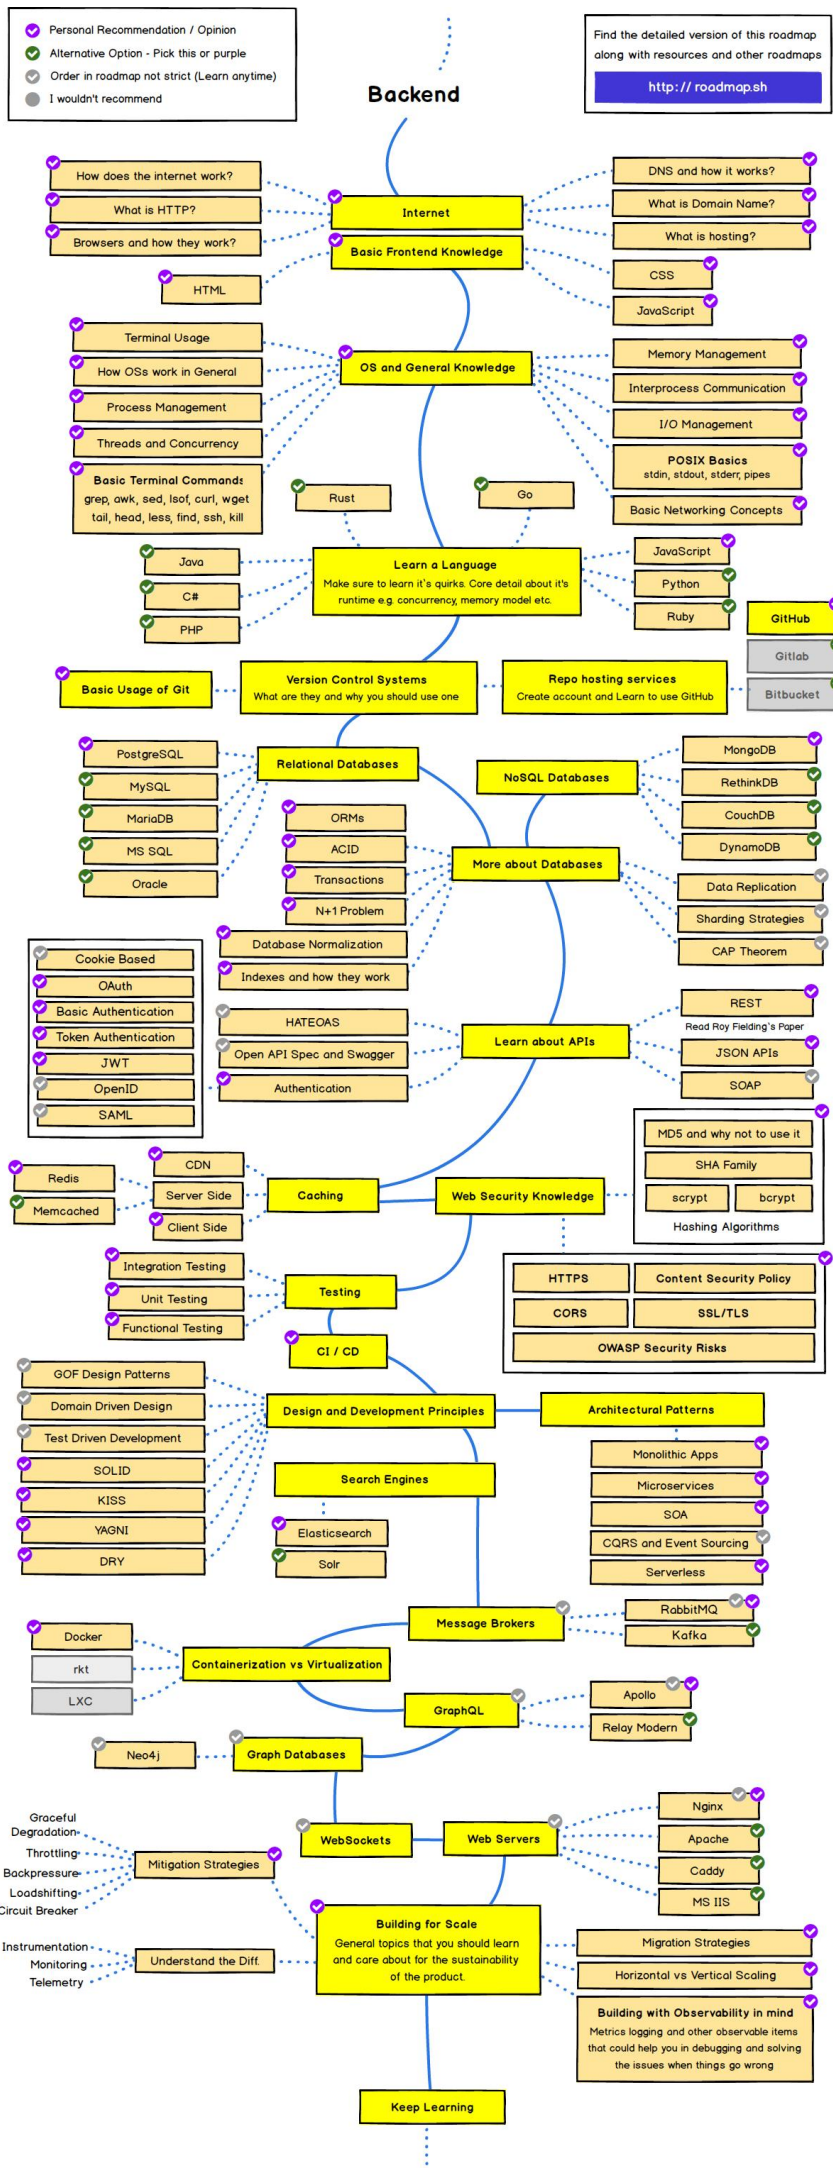 Personal Recommendation / Opinion
Alternative Option - Pick this or purple
Order in roadmap not strict (Learn anytime)
I wouldn't recommend
Find the detailed version of this roadmap
along with resources and other roadmaps
http://roadmap.sh
Backend
How does the internet work?
What is HTTP?
Browsers and how they work?
Internet
DNS and how it works?
What is Domain Name?
What is hosting?
Basic Frontend Knowledge
HTML
CSS
JavaScript
Terminal Usage
How OSs work in General
Process Management
Threads and Concurrency
Basic Terminal Commands
grep, awk, sed, lsof, curl, wget
tail, head, less, find, ssh, kill
OS and General Knowledge
Memory Management
Interprocess Communication
I/O Management
POSIX Basics
stdin, stdout, stderr, pipes
Basic Networking Concepts
Rust
Go
Java
C#
PHP
Learn a Language
Make sure to learn it's quirks. Core detail about it's
runtime e.g. concurrency, memory model etc.
JavaScript
Python
Ruby
GitHub
Gitlab
Bitbucket
Basic Usage of Git
Version Control Systems
What are they and why you should use one
Repo hosting services
Create account and Learn to use GitHub
PostgreSQL
MySQL
MariaDB
MS SQL
Oracle
Relational Databases
NoSQL Databases
MongoDB
RethinkDB
CouchDB
DynamoDB
ORMs
ACID
Transactions
N+1 Problem
Database Normalization
Indexes and how they work
More about Databases
Data Replication
Sharding Strategies
CAP Theorem
Cookie Based
OAuth
Basic Authentication
Token Authentication
JWT
OpenID
SAML
HATEOAS
Open API Spec and Swagger
Authentication
Learn about APIs
REST
Read Roy Fielding's Paper
JSON APIs
SOAP
MD5 and why not to use it
SHA Family
scrypt
bcrypt
Hashing Algorithms
Redis
Memcached
CDN
Server Side
Client Side
Caching
Web Security Knowledge
HTTPS
Content Security Policy
CORS
SSL/TLS
OWASP Security Risks
Integration Testing
Unit Testing
Functional Testing
Testing
CI / CD
GOF Design Patterns
Domain Driven Design
Test Driven Development
SOLID
KISS
YAGNI
DRY
Design and Development Principles
Architectural Patterns
Monolithic Apps
Microservices
SOA
CQRS and Event Sourcing
Serverless
Search Engines
Elasticsearch
Solr
Message Brokers
RabbitMQ
Kafka
Docker
rkt
LXC
Containerization vs Virtualization
GraphQL
Apollo
Relay Modern
Neo4j
Graph Databases
WebSockets
Web Servers
Nginx
Apache
Caddy
MS IIS
Graceful
Degradation
Throttling
Backpressure
Loadshifting
Circuit Breaker
Mitigation Strategies
Instrumentation
Monitoring
Telemetry
Understand the Diff.
Building for Scale
General topics that you should learn
and care about for the sustainability
of the product.
Migration Strategies
Horizontal vs Vertical Scaling
Building with Observability in mind
Metrics logging and other observable items
that could help you in debugging and solving
the issues when things go wrong
Keep Learning